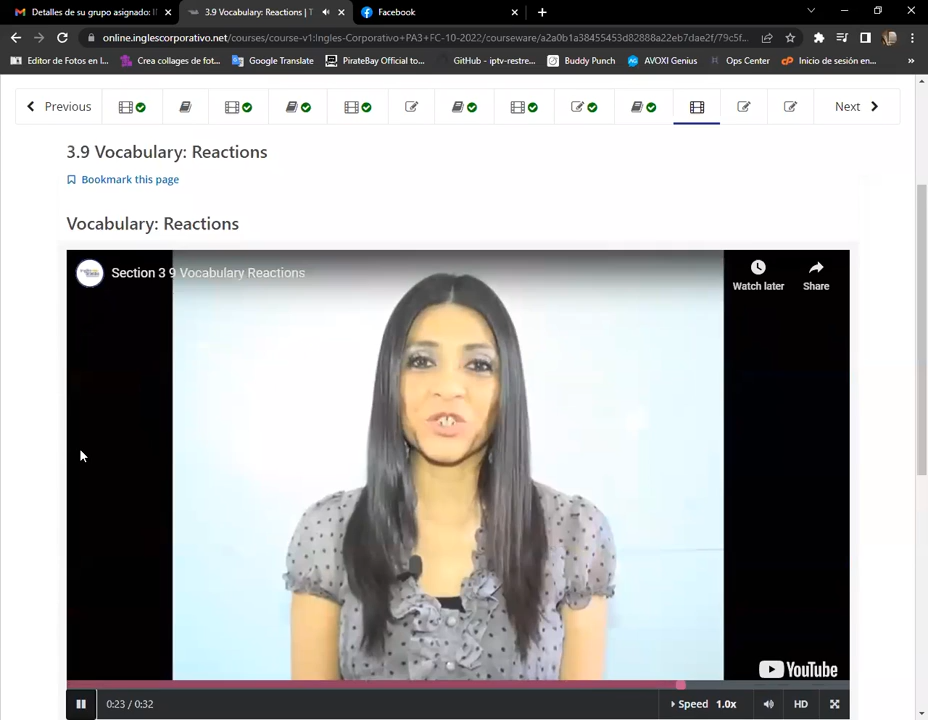 Detalles de su grupo asignado: I
3.9 Vocabulary: Reactions | T
Facebook
online.inglescorporativo.net/courses/course-v1:Ingles-Corporativo+PA3+FC-10-2022/courseware/a2a0b1a38455453d82888a22eb7dae2f/79c5f...
Editor de Fotos en l...
Crea collages de fot...
Google Translate
PirateBay Official to...
GitHub - iptv-restre...
Buddy Punch
AVOXI Genius
Ops Center
Inicio de sesión en...
Previous
Next
3.9 Vocabulary: Reactions
Bookmark this page
Vocabulary: Reactions
Section 3 9 Vocabulary Reactions
Watch later
Share
YouTube
0:23 / 0:32
Speed 1.0x
HD